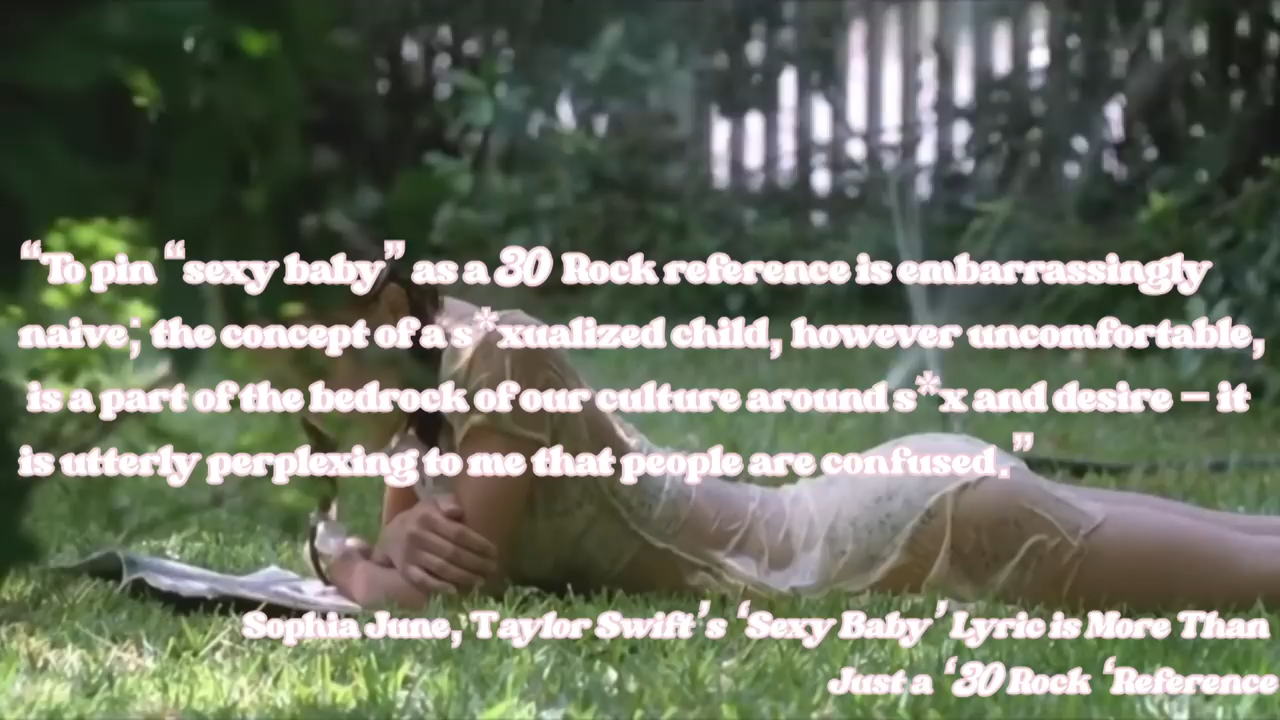 “To pin “sexy baby” as a 30 Rock reference is embarrassingly
naive; the concept of a s*xualized child, however uncomfortable,
is a part of the bedrock of our culture around s*x and desire – it
is utterly perplexing to me that people are confused.”
Sophia June, Taylor Swift’s ‘Sexy Baby’ Lyric is More Than
Just a ‘30 Rock ‘Reference